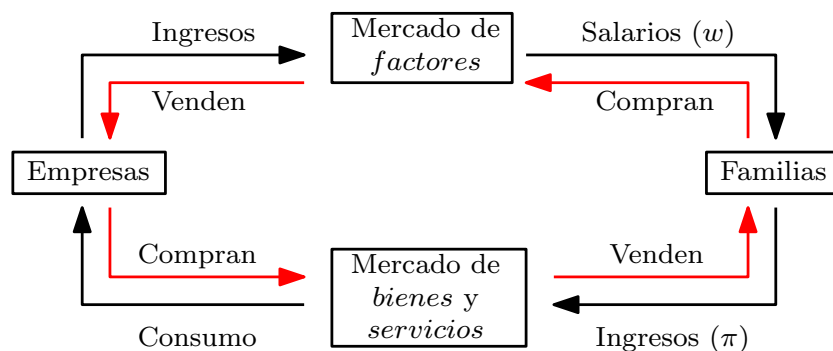 Ingresos
Mercado de
factores
Salarios (w)
Venden
Compran
Empresas
Familias
Compran
Mercado de
bienes y
servicios
Venden
Consumo
Ingresos (π)